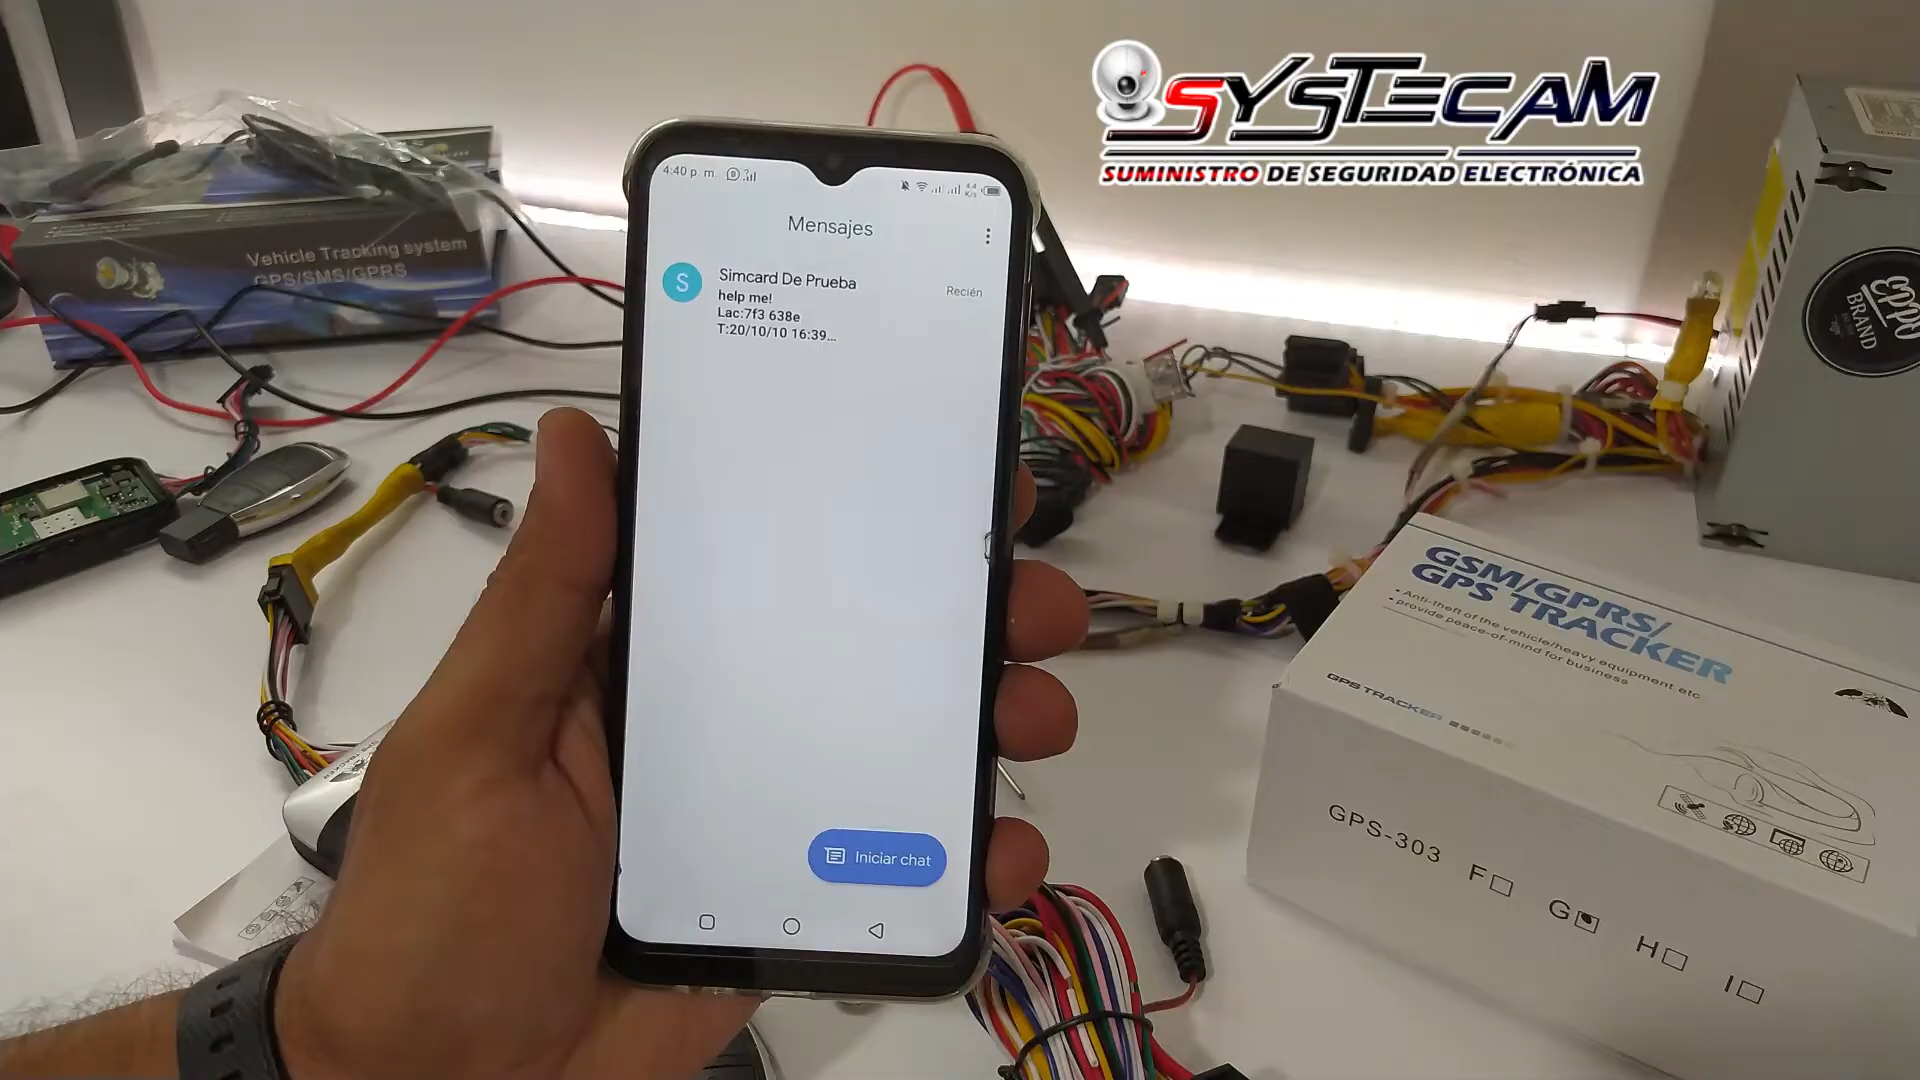 SYSTECAM
SUMINISTRO DE SEGURIDAD ELECTRÓNICA
Vehicle Tracking system
GPS/SMS/GPRS
4:40 p. m.
Mensajes
S
Simcard De Prueba
Recién
help me!
Lac:7f3 638e
T:20/10/10 16:39...
Iniciar chat
BRAND
GSM/GPRS/
GPS TRACKER
• Anti-theft of the vehicle/heavy equipment etc
• provide peace-of-mind for business
GPS TRACKER
GPS-303 F G H I